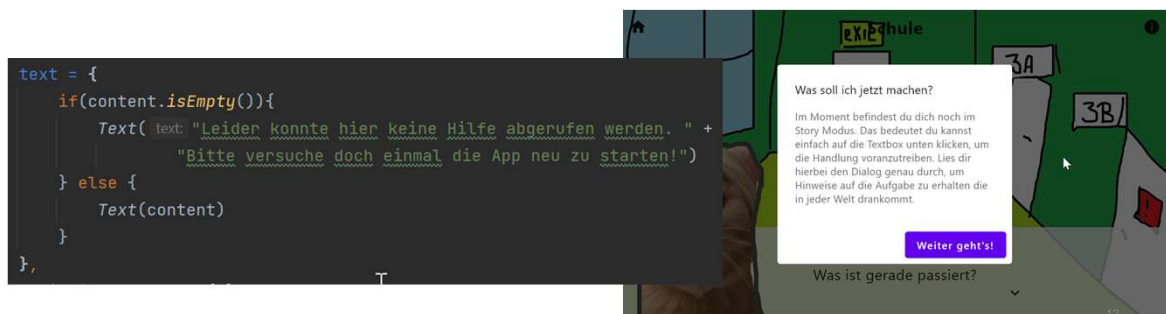 text = {
if(content.isEmpty()){
Text( text: "Leider konnte hier keine Hilfe abgerufen werden. " +
"Bitte versuche doch einmal die App neu zu starten!")
} else {
Text(content)
}
},
exit
Schule
3A
3B
!
Was soll ich jetzt machen?
Im Moment befindest du dich noch im
Story Modus. Das bedeutet du kannst
einfach auf die Textbox unten klicken, um
die Handlung voranzutreiben. Lies dir
hierbei den Dialog genau durch, um
Hinweise auf die Aufgabe zu erhalten die
in jeder Welt drankommt.
Weiter geht's!
Was ist gerade passiert?